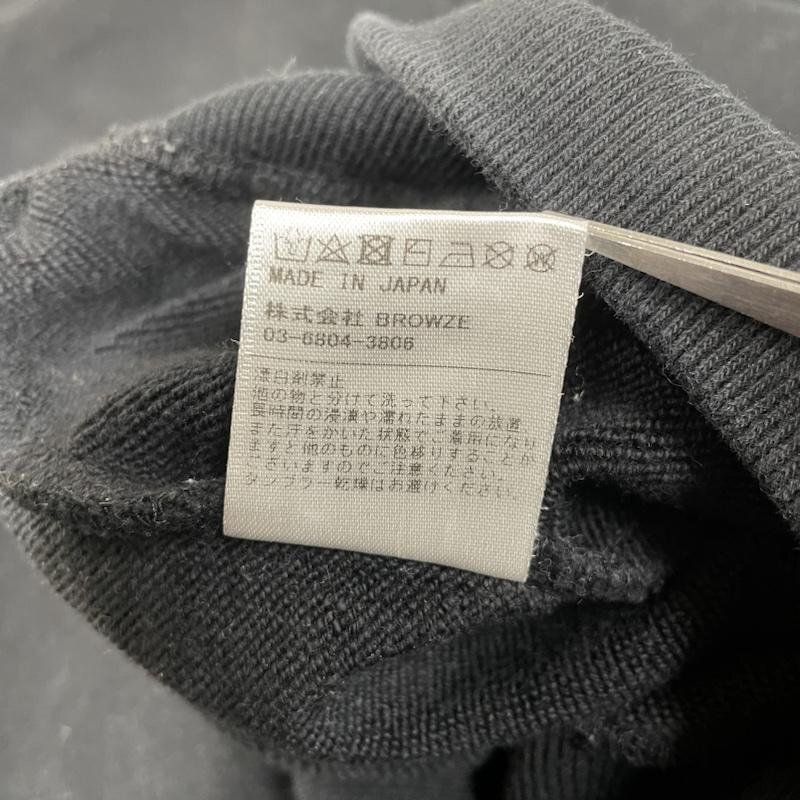 MADE IN JAPAN
株式会社 BROWZE
03-6804-3806
漂白剤禁止
他の物と分けて洗って下さい。
長時間の浸漬や濡れたままの放置
また汗をかいた状態で、着用になり
ますと他のものに色移りすることが
ございますのでご注意ください。
タンブラー乾燥はお避けください。